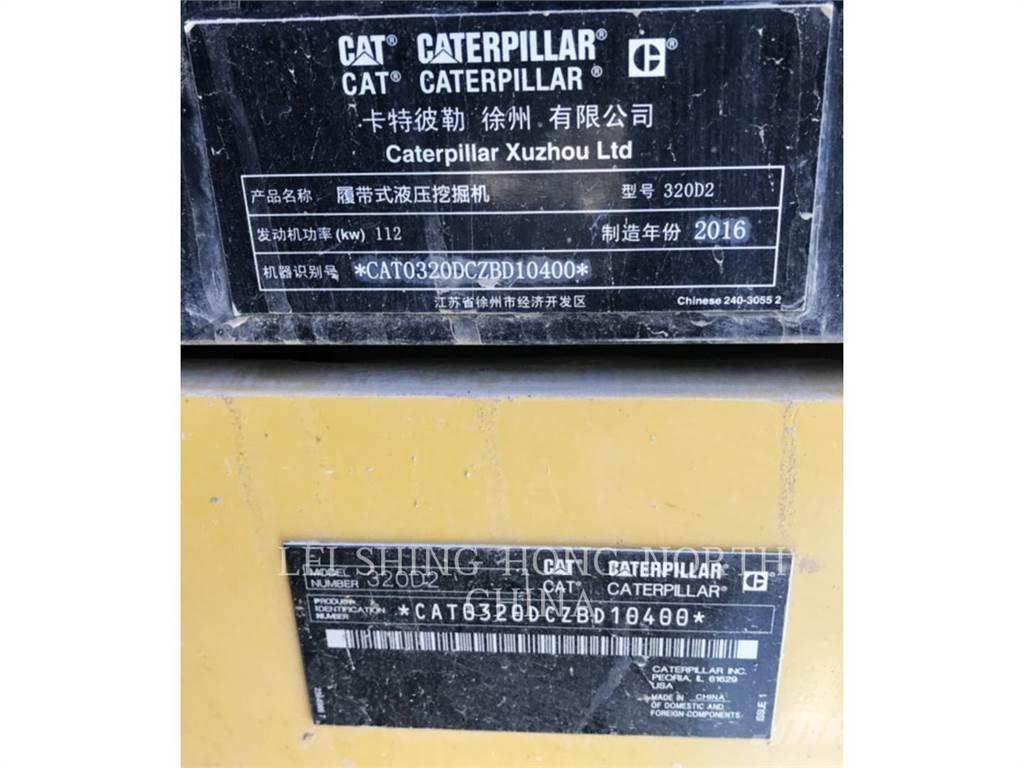 CAT® CATERPILLAR® ®
CAT® CATERPILLAR®
卡特彼勒 徐州 有限公司
Caterpillar Xuzhou Ltd
产品名称 履带式液压挖掘机 型号 320D2
发动机功率(kw) 112 制造年份 2016
机器识别号 *CAT0320DCZBD10400*
江苏省徐州市经济开发区 Chinese 240-3055 2
LEI SHING HONG NORTH
CHINA
MODEL
NUMBER 320D2
CAT® CATERPILLAR® ®
CAT® CATERPILLAR®
PRODUCT
IDENTIFICATION
NUMBER
*CAT0320DCZBD10400*
CATERPILLAR INC.
PEORIA, IL 61629
USA
MADE IN CHINA
OF DOMESTIC AND
FOREIGN COMPONENTS
ISSUE 1